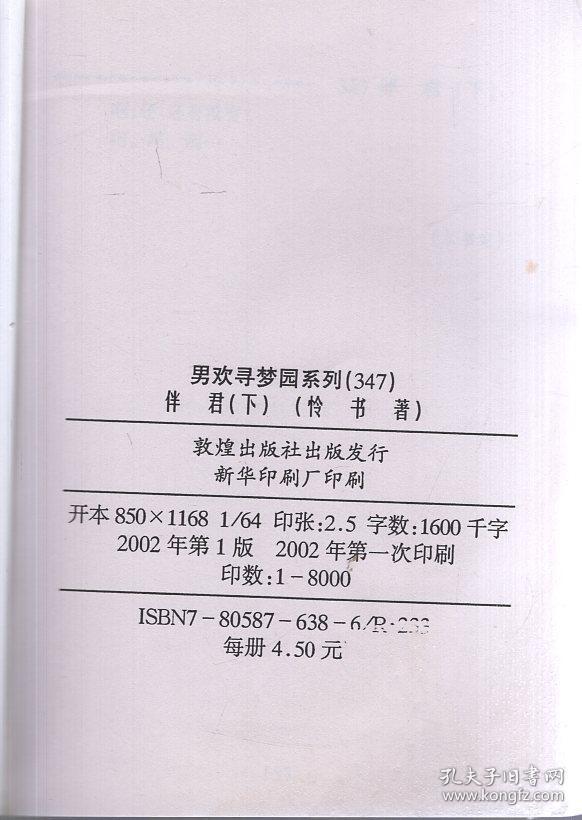 男欢寻梦园系列(347)
伴 君(下) (怜 书 著)
敦煌出版社出版发行
新华印刷厂印刷
开本 850×1168 1/64 印张:2.5 字数:1600 千字
2002 年第 1 版 2002 年第一次印刷
印数:1-8000
ISBN7-80587-638-6/R·233
每册 4.50 元
孔夫子旧书网
www.kongfz.com